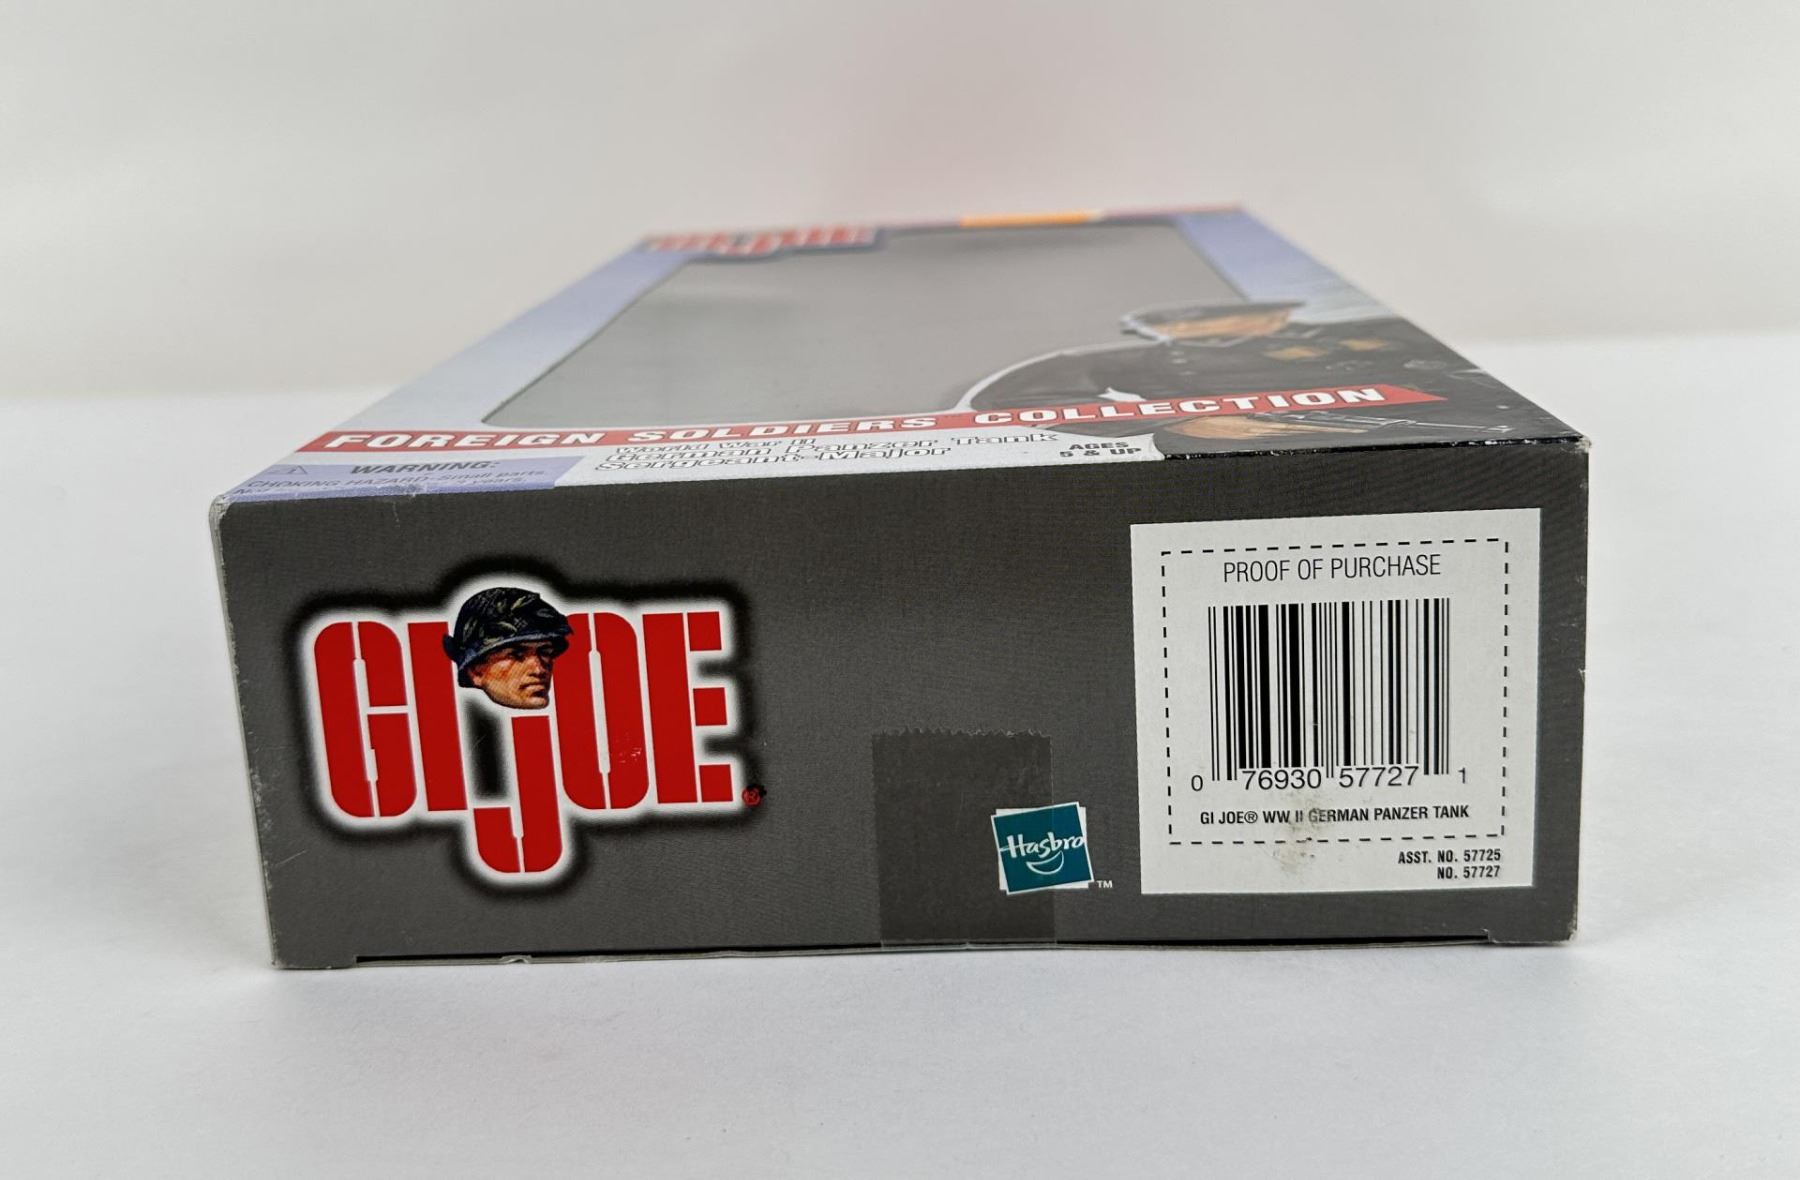 GI JOE
FOREIGN SOLDIERS COLLECTION™
World War II
German Panzer Tank
Sergeant-Major
AGES
5 & UP
WARNING:
CHOKING HAZARD-Small parts.
GI JOE®
Hasbro™
PROOF OF PURCHASE
0 76930 57727 1
GI JOE® WW II GERMAN PANZER TANK
ASST. NO. 57725
NO. 57727